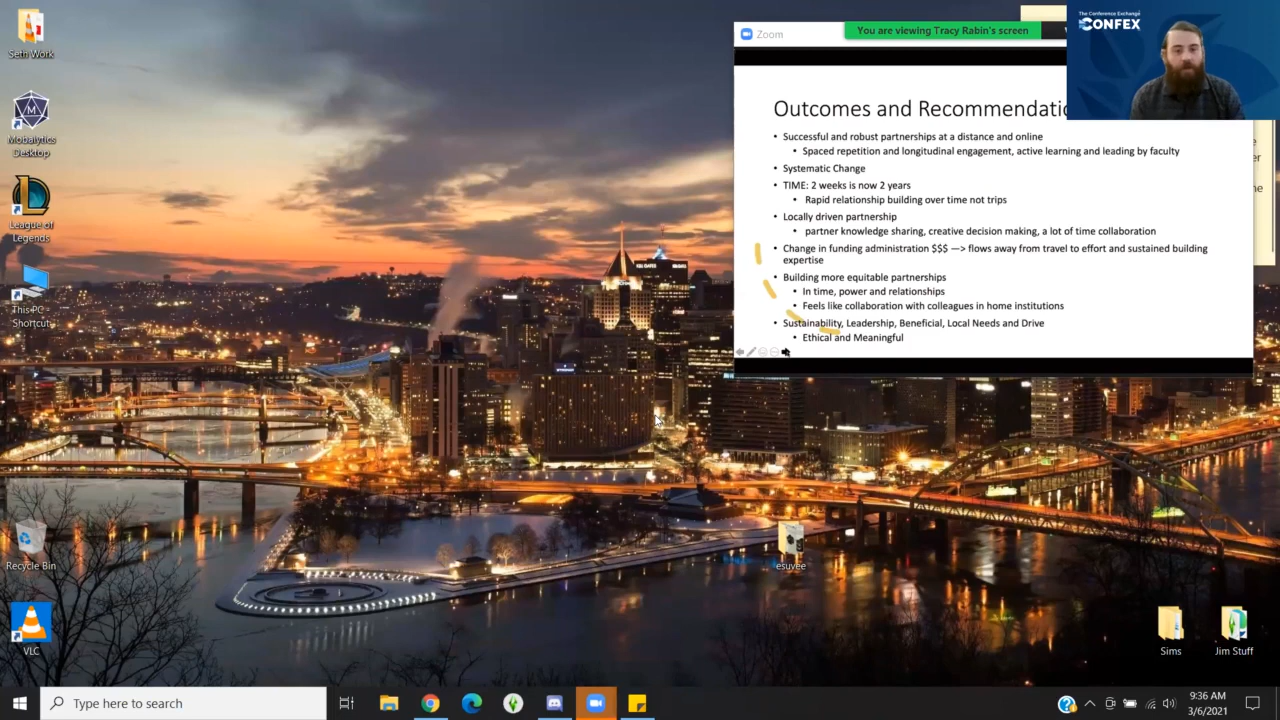 Seth Work
Mobalytics
Desktop
League of
Legends
This PC -
Shortcut
Recycle Bin
VLC
Zoom
You are viewing Tracy Rabin's screen
The Conference Exchange
CONFEX
Outcomes and Recommendatio
• Successful and robust partnerships at a distance and online
• Spaced repetition and longitudinal engagement, active learning and leading by faculty
• Systematic Change
• TIME: 2 weeks is now 2 years
• Rapid relationship building over time not trips
• Locally driven partnership
• partner knowledge sharing, creative decision making, a lot of time collaboration
• Change in funding administration $$$ —> flows away from travel to effort and sustained building
expertise
• Building more equitable partnerships
• In time, power and relationships
• Feels like collaboration with colleagues in home institutions
• Sustainability, Leadership, Beneficial, Local Needs and Drive
• Ethical and Meaningful
esuvee
Sims
Jim Stuff
Type here to search
9:36 AM
3/6/2021